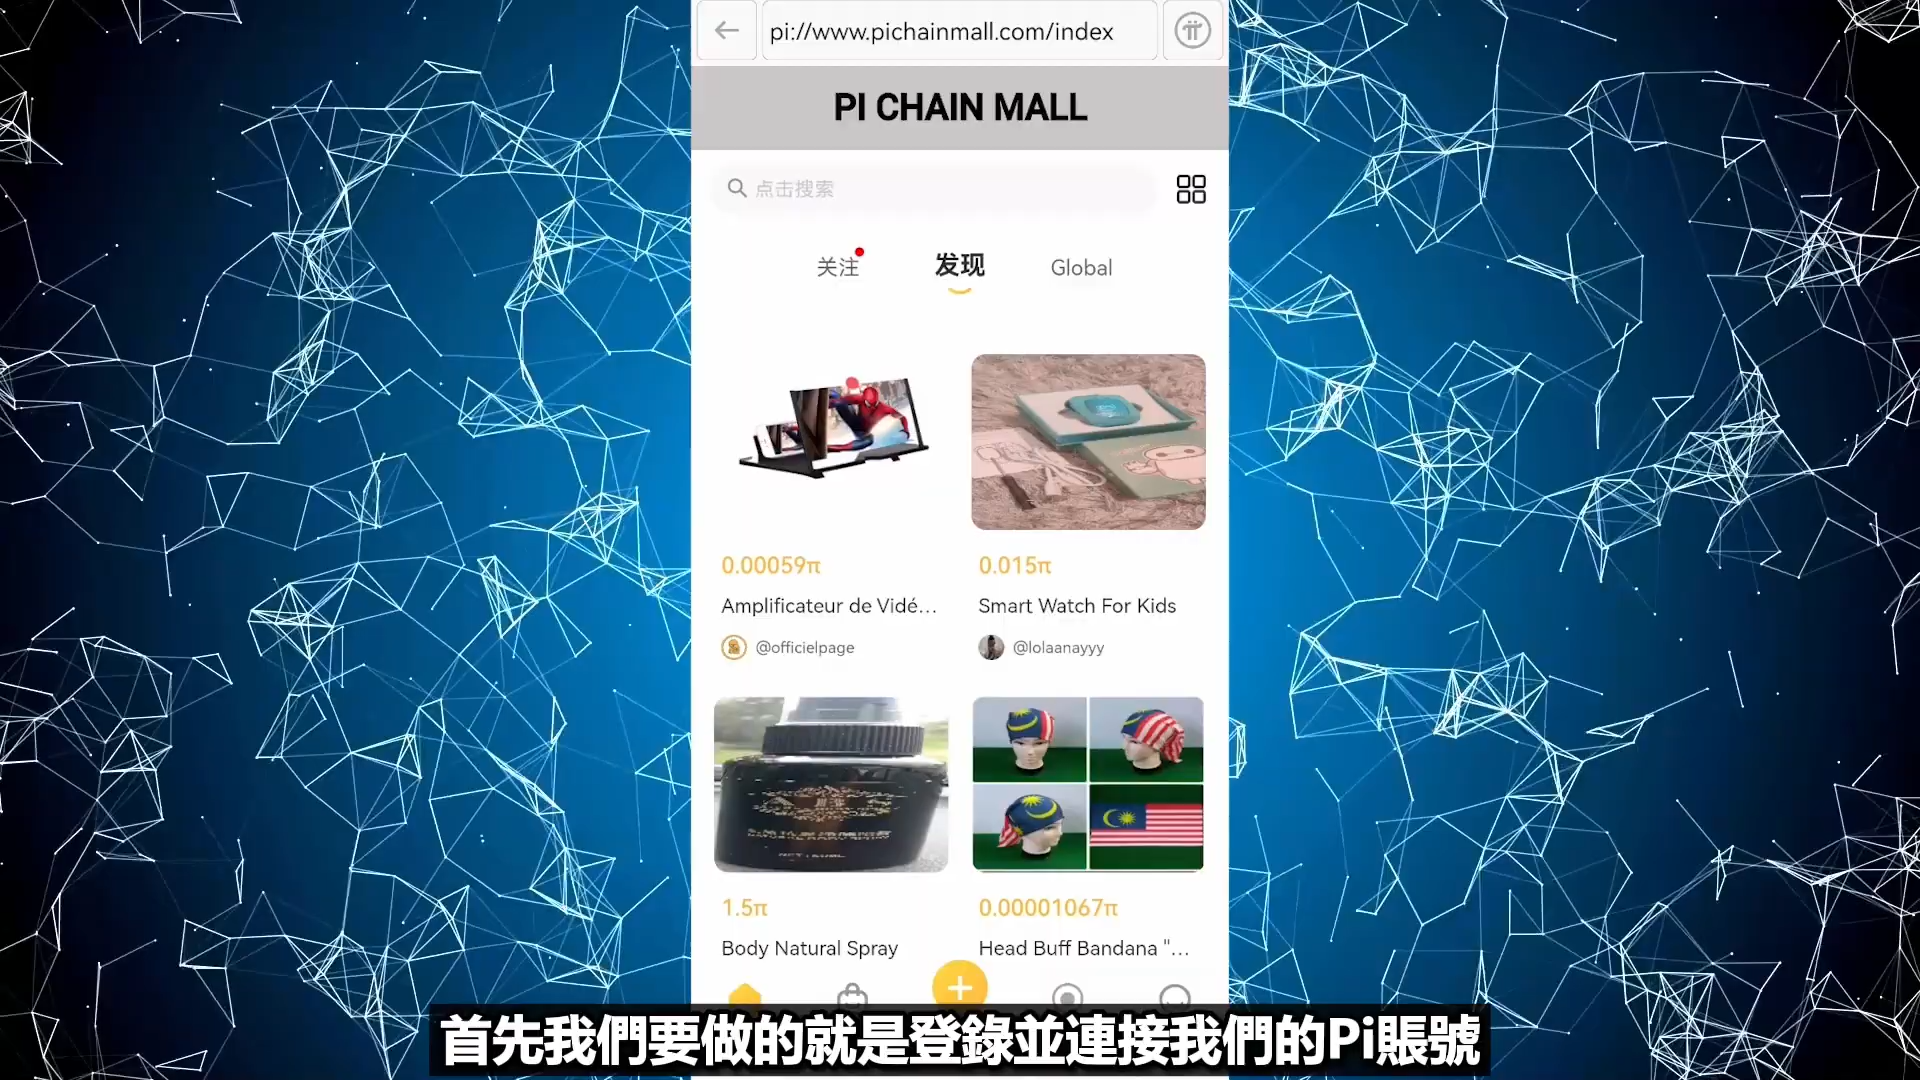 pi://www.pichainmall.com/index
PI CHAIN MALL
点击搜索
关注
发现
Global
0.00059π
0.015π
Amplificateur de Vidé...
Smart Watch For Kids
@officielpage
@lolaanayyy
1.5π
0.00001067π
Body Natural Spray
Head Buff Bandana "...
首先我們要做的就是登錄並連接我們的Pi賬號